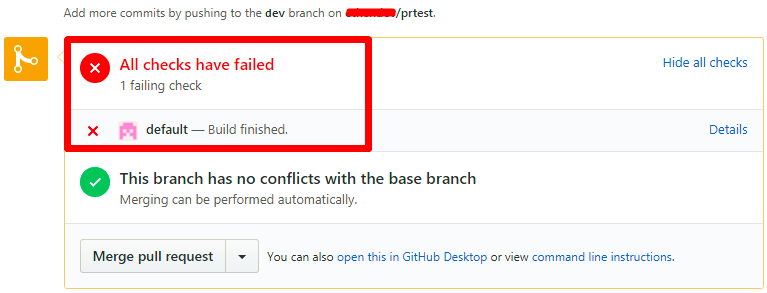 Add more commits by pushing to the dev branch on /prtest.
All checks have failed
Hide all checks
1 failing check
default — Build finished.
Details
This branch has no conflicts with the base branch
Merging can be performed automatically.
Merge pull request
You can also open this in GitHub Desktop or view command line instructions.